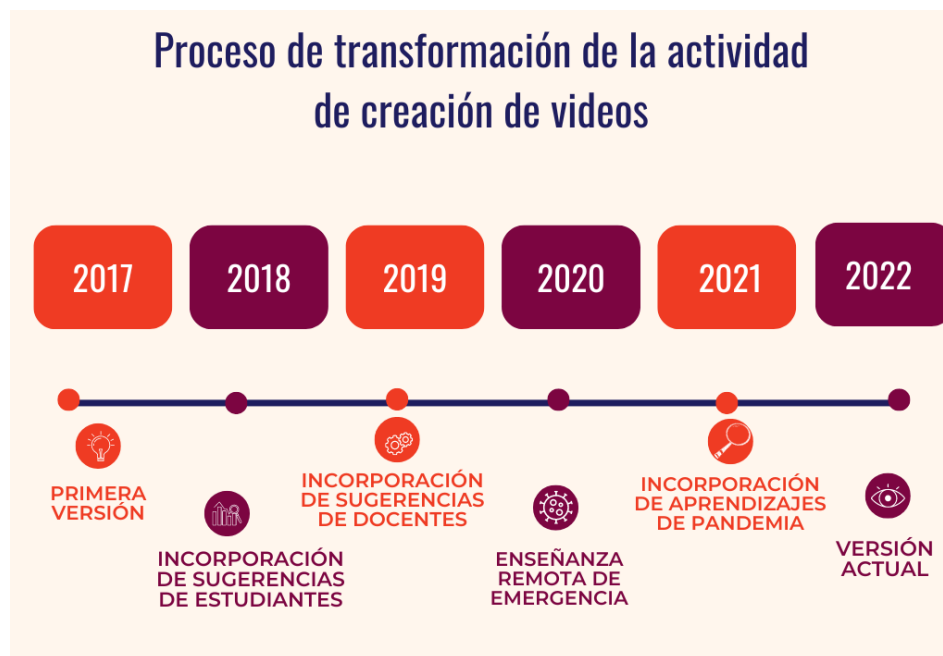 Proceso de transformación de la actividad
de creación de videos
2017
2018
2019
2020
2021
2022
PRIMERA
VERSIÓN
INCORPORACIÓN
DE SUGERENCIAS
DE ESTUDIANTES
INCORPORACIÓN
DE SUGERENCIAS
DE DOCENTES
ENSEÑANZA
REMOTA DE
EMERGENCIA
INCORPORACIÓN
DE APRENDIZAJES
DE PANDEMIA
VERSIÓN
ACTUAL